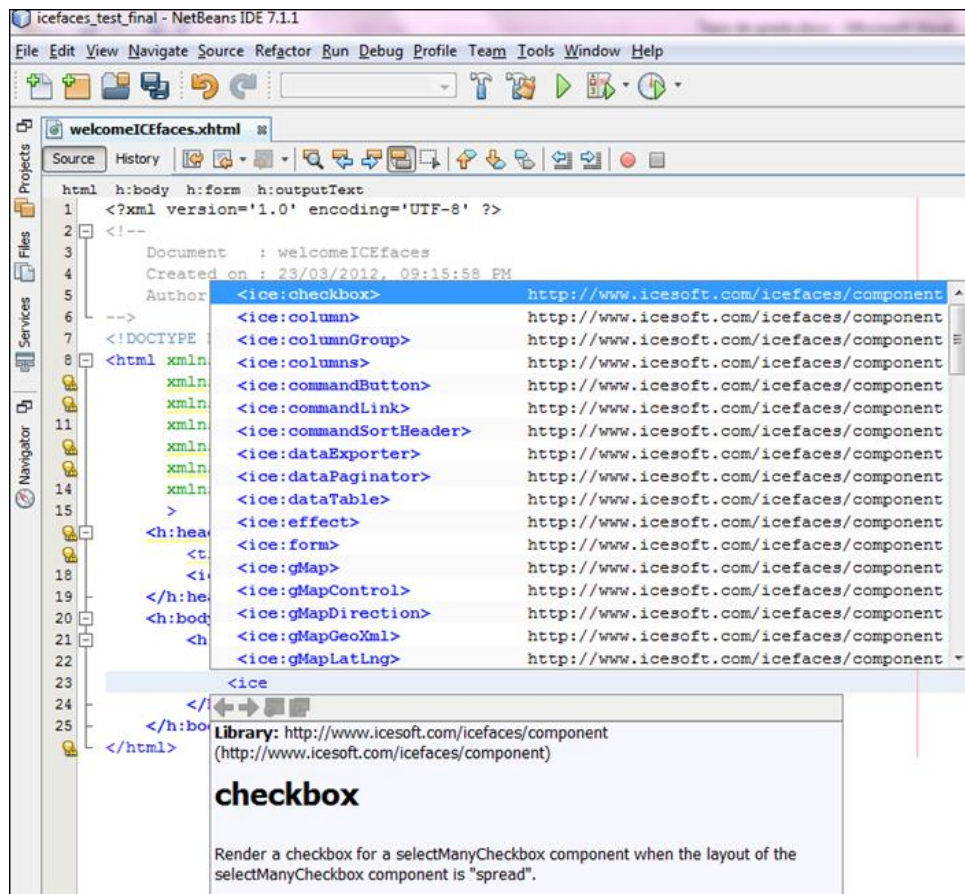 icefaces_test_final - NetBeans IDE 7.1.1
File Edit View Navigate Source Refactor Run Debug Profile Team Tools Window Help
welcomeICEfaces.xhtml
Source History
Projects
Files
Services
Navigator
html h:body h:form h:outputText
1 <?xml version='1.0' encoding='UTF-8' ?>
2 <!--
3 Document : welcomeICEfaces
4 Created on : 23/03/2012, 09:15:58 PM
5 Author
6 -->
7 <!DOCTYPE
8 <html xmln
xmln
xmln
11 xmln
xmln
xmln
14 xmln
15 >
<h:head
<t
18 <i
19 </h:hea
20 <h:body
21 <h
22
23 <ice
24 </
25 </h:bo
</html>
<ice:checkbox> http://www.icesoft.com/icefaces/component
<ice:column> http://www.icesoft.com/icefaces/component
<ice:columnGroup> http://www.icesoft.com/icefaces/component
<ice:columns> http://www.icesoft.com/icefaces/component
<ice:commandButton> http://www.icesoft.com/icefaces/component
<ice:commandLink> http://www.icesoft.com/icefaces/component
<ice:commandSortHeader> http://www.icesoft.com/icefaces/component
<ice:dataExporter> http://www.icesoft.com/icefaces/component
<ice:dataPaginator> http://www.icesoft.com/icefaces/component
<ice:dataTable> http://www.icesoft.com/icefaces/component
<ice:effect> http://www.icesoft.com/icefaces/component
<ice:form> http://www.icesoft.com/icefaces/component
<ice:gMap> http://www.icesoft.com/icefaces/component
<ice:gMapControl> http://www.icesoft.com/icefaces/component
<ice:gMapDirection> http://www.icesoft.com/icefaces/component
<ice:gMapGeoXml> http://www.icesoft.com/icefaces/component
<ice:gMapLatLng> http://www.icesoft.com/icefaces/component
Library: http://www.icesoft.com/icefaces/component
(http://www.icesoft.com/icefaces/component)
checkbox
Render a checkbox for a selectManyCheckbox component when the layout of the
selectManyCheckbox component is "spread".